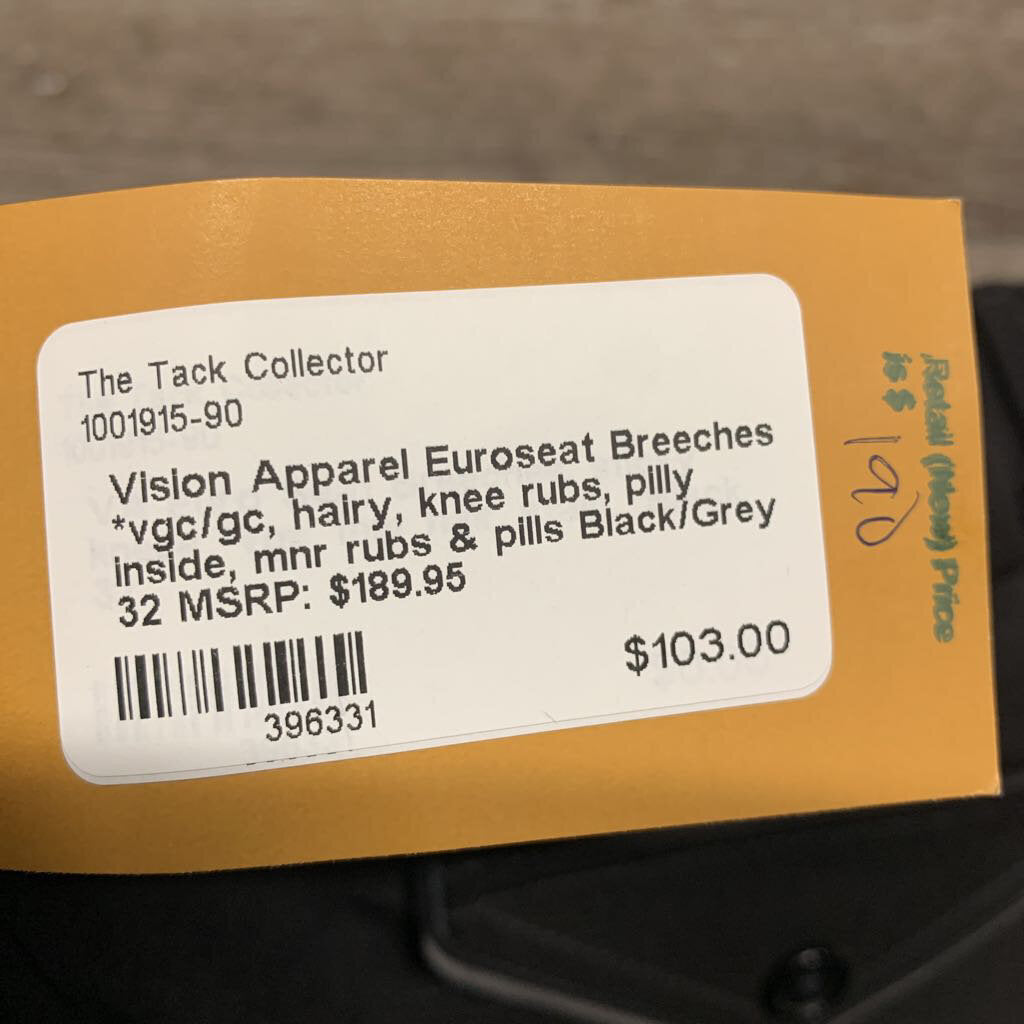 The Tack Collector
1001915-90
Vision Apparel Euroseat Breeches
*vgc/gc, hairy, knee rubs, pilly
inside, mnr rubs & pills Black/Grey
32 MSRP: $189.95
$103.00
396331
Retail (New) Price
is $ 190